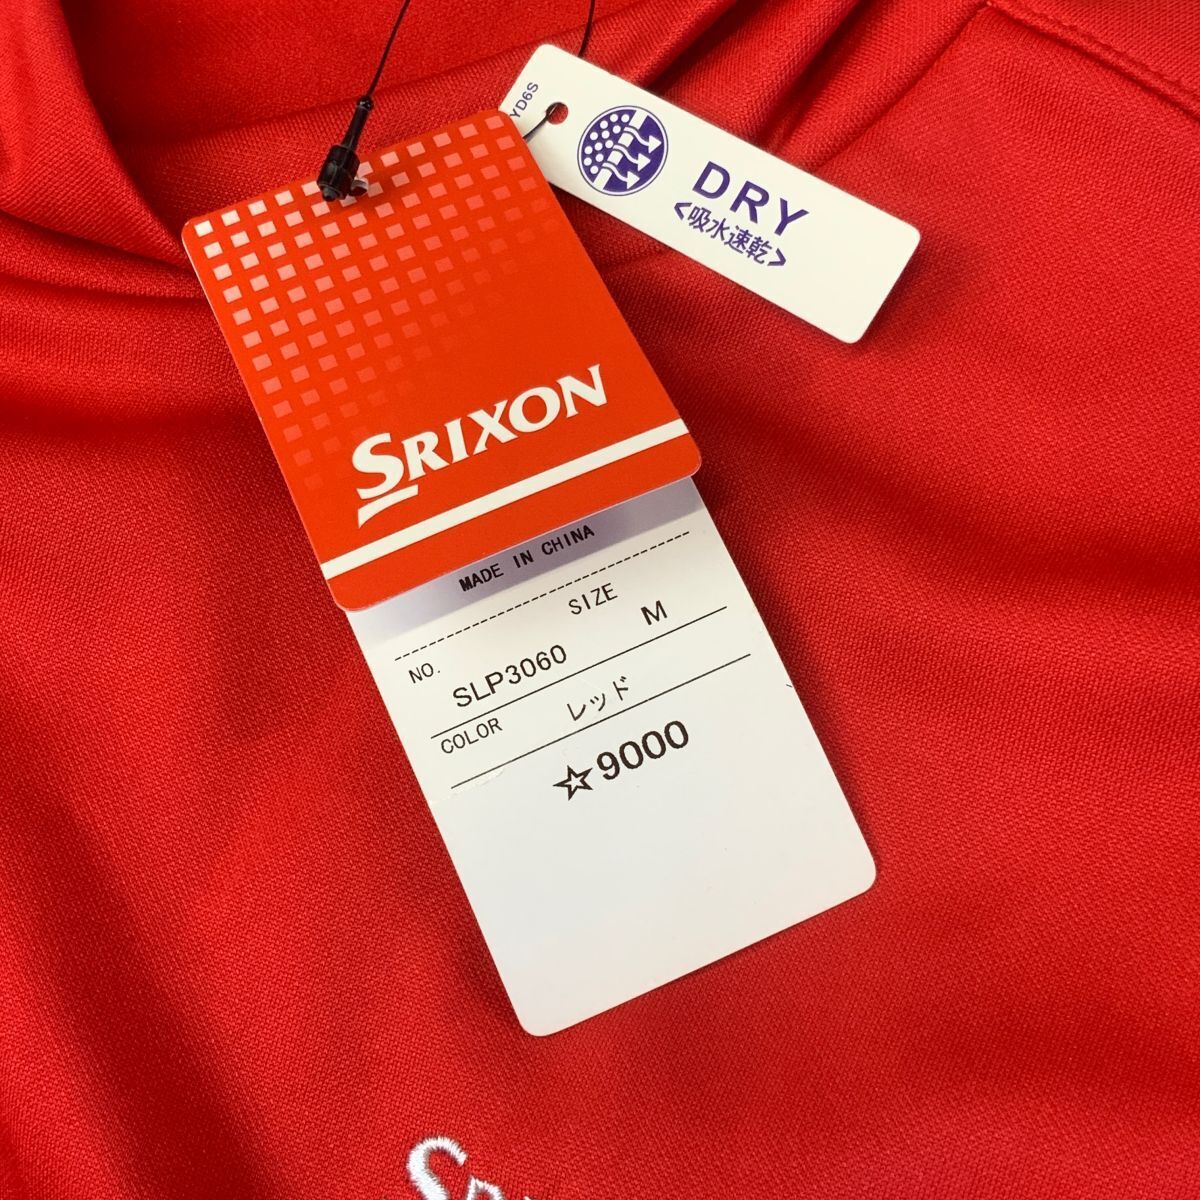 YD6S
DRY
<吸水速乾>
SRIXON
MADE IN CHINA
NO. SIZE
SLP3060 M
COLOR レッド
☆9000